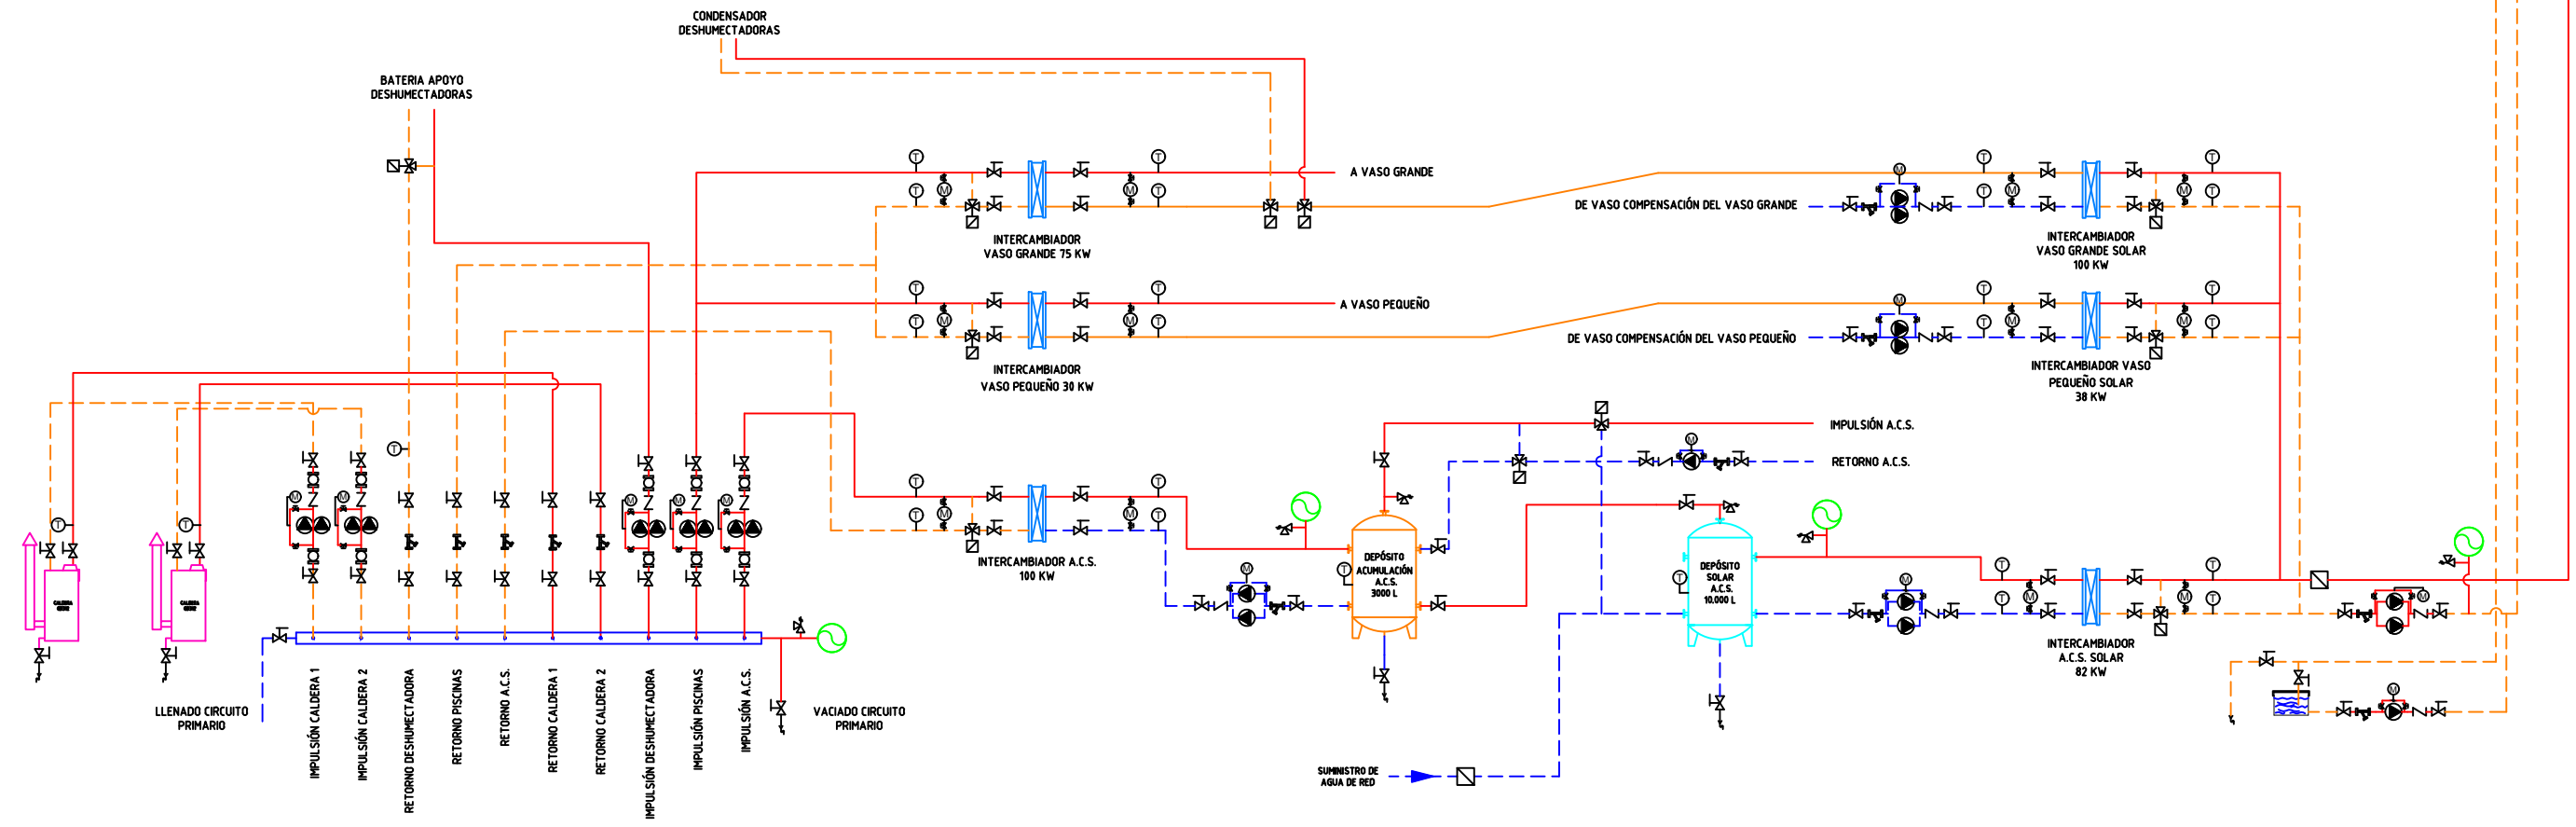 CONDENSADOR
DESHUMECTADORAS
BATERIA APOYO
DESHUMECTADORAS
A VASO GRANDE
DE VASO COMPENSACIÓN DEL VASO GRANDE
INTERCAMBIADOR
VASO GRANDE 75 KW
INTERCAMBIADOR
VASO GRANDE SOLAR
100 KW
A VASO PEQUEÑO
DE VASO COMPENSACIÓN DEL VASO PEQUEÑO
INTERCAMBIADOR
VASO PEQUEÑO 30 KW
INTERCAMBIADOR VASO
PEQUEÑO SOLAR
38 KW
IMPULSIÓN A.C.S.
RETORNO A.C.S.
INTERCAMBIADOR A.C.S.
100 KW
DEPÓSITO
ACUMULACIÓN
A.C.S.
3000 L
DEPÓSITO
SOLAR
A.C.S.
10.000 L
INTERCAMBIADOR
A.C.S. SOLAR
82 KW
CALDERA
CALDERA
LLENADO CIRCUITO
PRIMARIO
IMPULSIÓN CALDERA 1
IMPULSIÓN CALDERA 2
RETORNO DESHUMECTADORA
RETORNO PISCINAS
RETORNO A.C.S.
RETORNO CALDERA 1
RETORNO CALDERA 2
IMPULSIÓN DESHUMECTADORA
IMPULSIÓN PISCINAS
IMPULSIÓN A.C.S.
VACIADO CIRCUITO
PRIMARIO
SUMINISTRO DE
AGUA DE RED